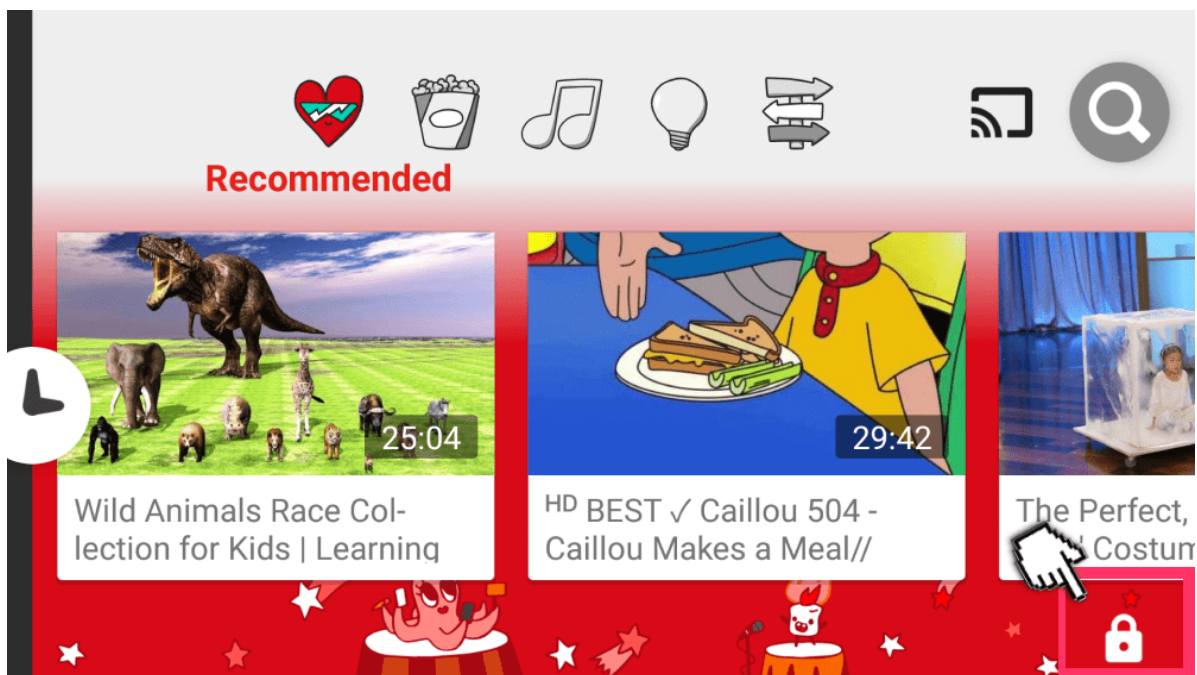 Recommended
25:04
29:42
Wild Animals Race Col-
lection for Kids | Learning
HD BEST ✓ Caillou 504 -
Caillou Makes a Meal//
The Perfect,
Costum